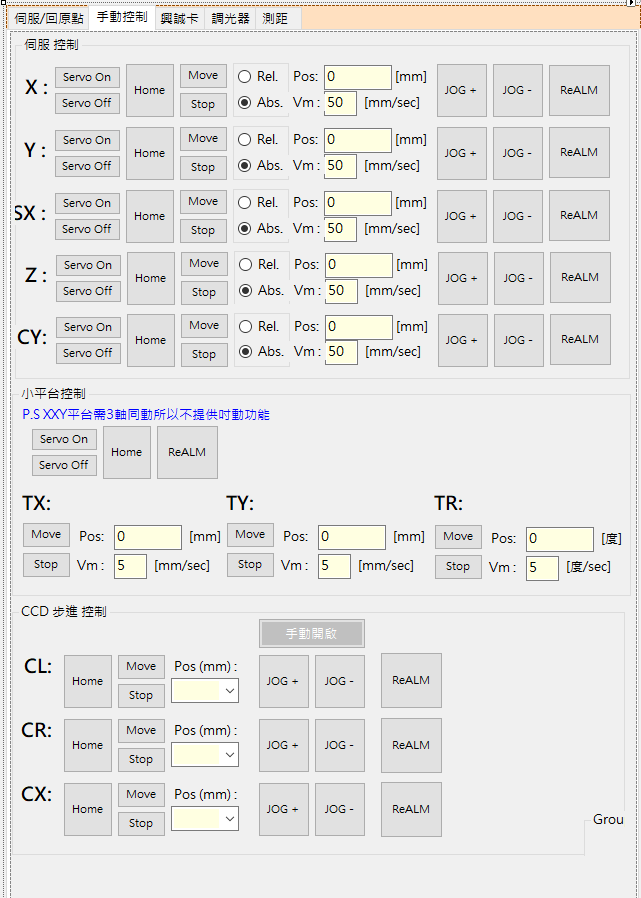 伺服/回原點 手動控制 興誠卡 調光器 測距
伺服 控制
X : Servo On Servo Off Home Move Stop Rel. Abs. Pos: 0 [mm] Vm : 50 [mm/sec] JOG + JOG - ReALM
Y : Servo On Servo Off Home Move Stop Rel. Abs. Pos: 0 [mm] Vm : 50 [mm/sec] JOG + JOG - ReALM
SX : Servo On Servo Off Home Move Stop Rel. Abs. Pos: 0 [mm] Vm : 50 [mm/sec] JOG + JOG - ReALM
Z : Servo On Servo Off Home Move Stop Rel. Abs. Pos: 0 [mm] Vm : 50 [mm/sec] JOG + JOG - ReALM
CY: Servo On Servo Off Home Move Stop Rel. Abs. Pos: 0 [mm] Vm : 50 [mm/sec] JOG + JOG - ReALM
小平台控制
P.S XXY平台需3軸同動所以不提供吋動功能
Servo On Servo Off Home ReALM
TX: TY: TR:
Move Pos: 0 [mm] Move Pos: 0 [mm] Move Pos: 0 [度]
Stop Vm : 5 [mm/sec] Stop Vm : 5 [mm/sec] Stop Vm : 5 [度/sec]
CCD 步進 控制
手動開啟
CL: Home Move Stop Pos (mm) : JOG + JOG - ReALM
CR: Home Move Stop Pos (mm) : JOG + JOG - ReALM
CX: Home Move Stop Pos (mm) : JOG + JOG - ReALM
Grou